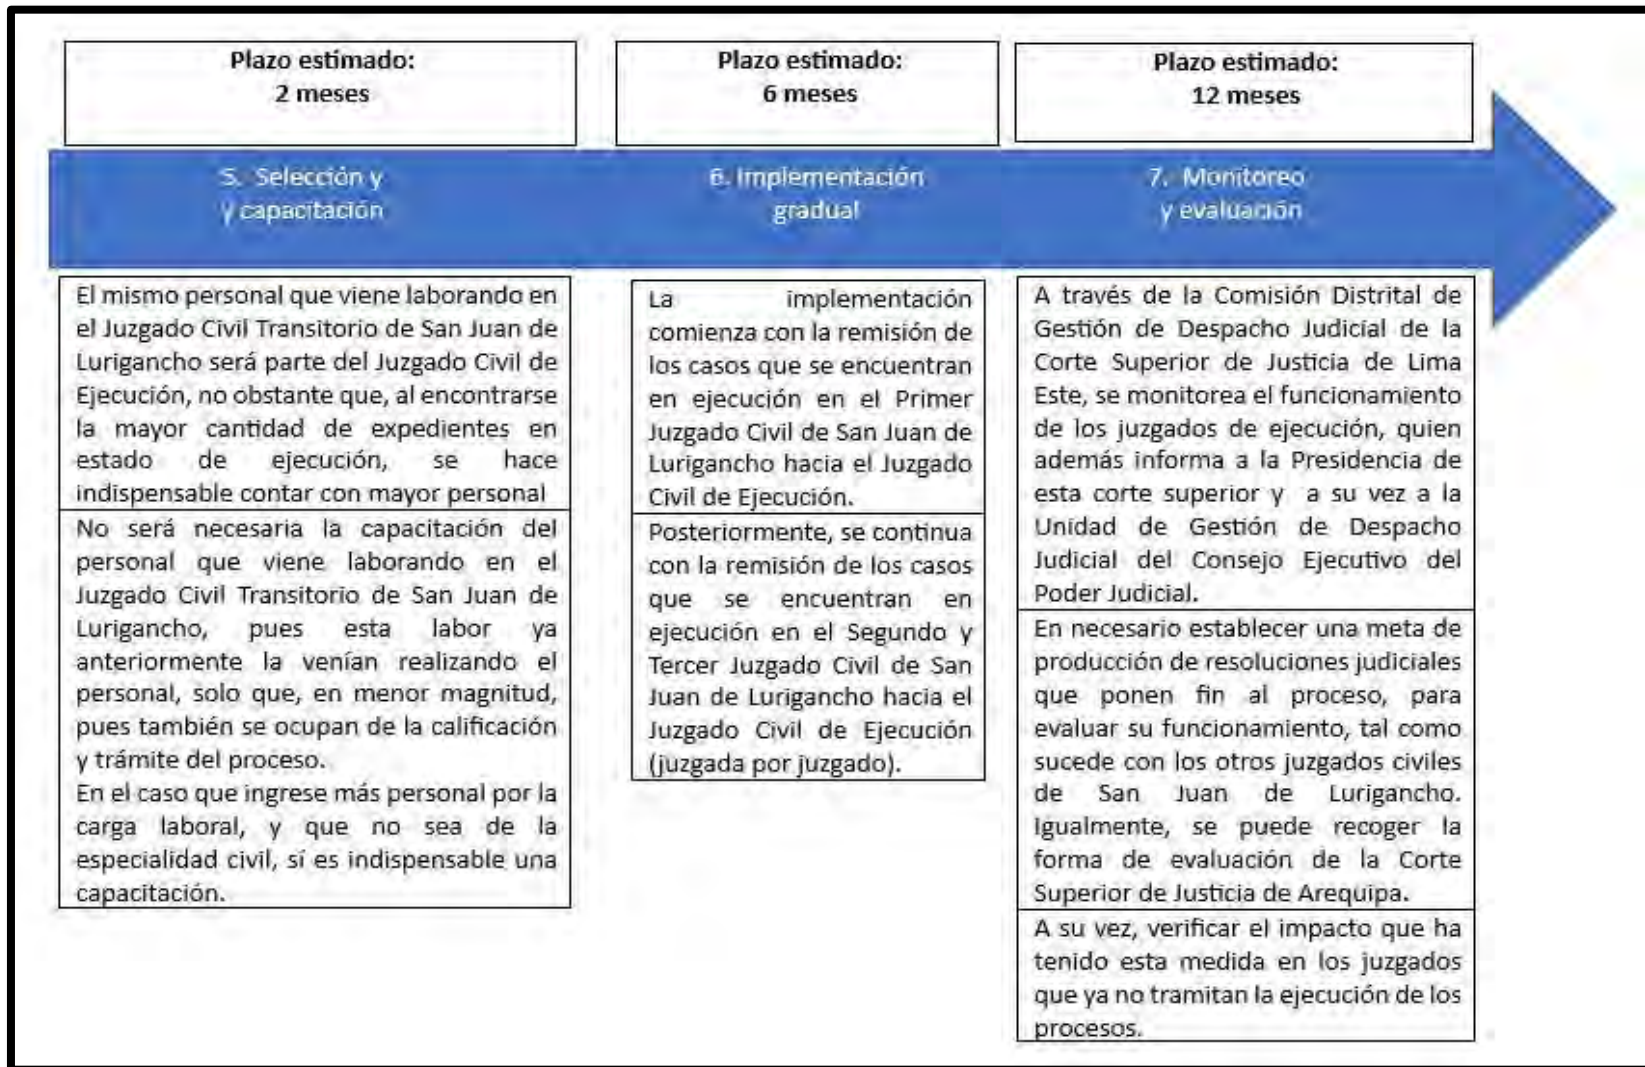 Plazo estimado:
2 meses
Plazo estimado:
6 meses
Plazo estimado:
12 meses
5. Selección y
y capacitación
6. Implementación
gradual
7. Monitoreo
y evaluación
El mismo personal que viene laborando en
el Juzgado Civil Transitorio de San Juan de
Lurigancho será parte del Juzgado Civil de
Ejecución, no obstante que, al encontrarse
la mayor cantidad de expedientes en
estado de ejecución, se hace
indispensable contar con mayor personal
No será necesaria la capacitación del
personal que viene laborando en el
Juzgado Civil Transitorio de San Juan de
Lurigancho, pues esta labor ya
anteriormente la venían realizando el
personal, solo que, en menor magnitud,
pues también se ocupan de la calificación
y trámite del proceso.
En el caso que ingrese más personal por la
carga laboral, y que no sea de la
especialidad civil, sí es indispensable una
capacitación.
La implementación
comienza con la remisión de
los casos que se encuentran
en ejecución en el Primer
Juzgado Civil de San Juan de
Lurigancho hacia el Juzgado
Civil de Ejecución.
Posteriormente, se continua
con la remisión de los casos
que se encuentran en
ejecución en el Segundo y
Tercer Juzgado Civil de San
Juan de Lurigancho hacia el
Juzgado Civil de Ejecución
(juzgada por juzgado).
A través de la Comisión Distrital de
Gestión de Despacho Judicial de la
Corte Superior de Justicia de Lima
Este, se monitorea el funcionamiento
de los juzgados de ejecución, quien
además informa a la Presidencia de
esta corte superior y a su vez a la
Unidad de Gestión de Despacho
Judicial del Consejo Ejecutivo del
Poder Judicial.
En necesario establecer una meta de
producción de resoluciones judiciales
que ponen fin al proceso, para
evaluar su funcionamiento, tal como
sucede con los otros juzgados civiles
de San Juan de Lurigancho.
Igualmente, se puede recoger la
forma de evaluación de la Corte
Superior de Justicia de Arequipa.
A su vez, verificar el impacto que ha
tenido esta medida en los juzgados
que ya no tramitan la ejecución de los
procesos.